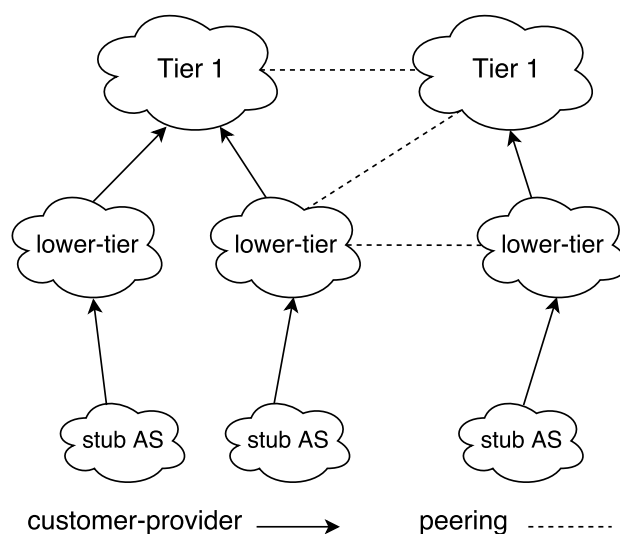 Tier 1
Tier 1
lower-tier
lower-tier
lower-tier
stub AS
stub AS
stub AS
customer-provider
peering